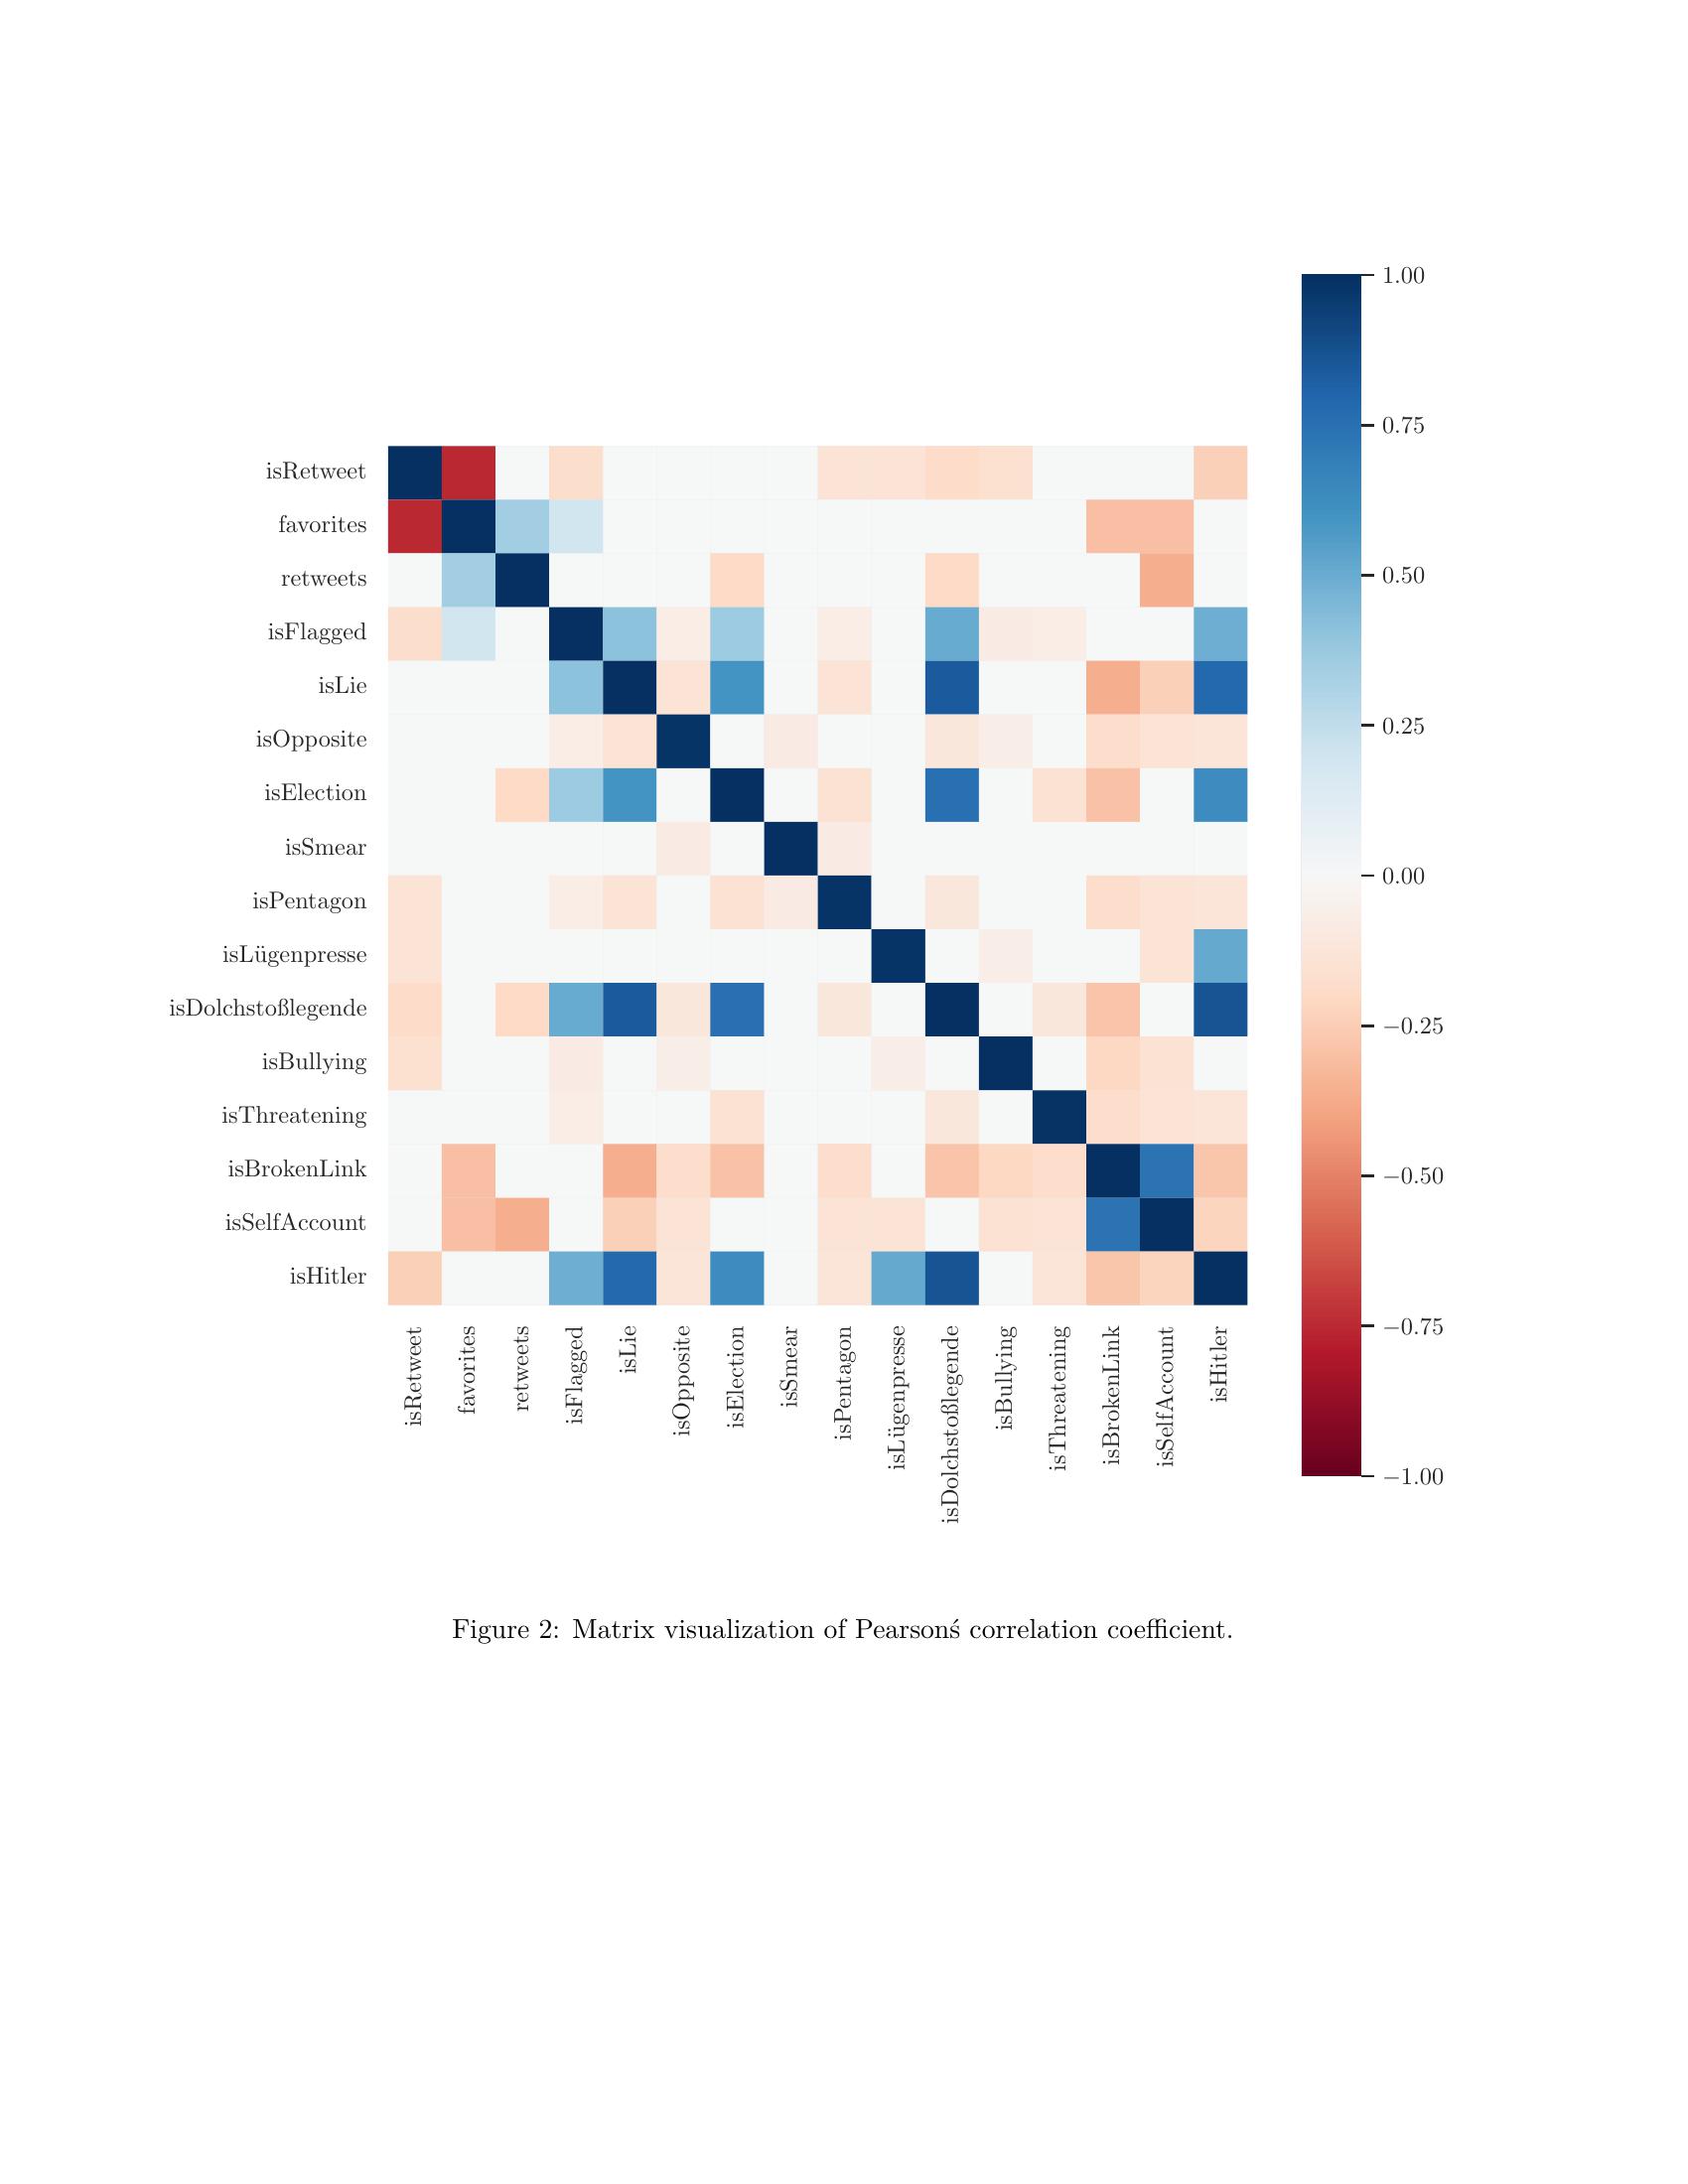 1.00
0.75
0.50
0.25
0.00
−0.25
−0.50
−0.75
−1.00
isRetweet
favorites
retweets
isFlagged
isLie
isOpposite
isElection
isSmear
isPentagon
isLügenpresse
isDolchstoßlegende
isBullying
isThreatening
isBrokenLink
isSelfAccount
isHitler
isRetweet
favorites
retweets
isFlagged
isLie
isOpposite
isElection
isSmear
isPentagon
isLügenpresse
isDolchstoßlegende
isBullying
isThreatening
isBrokenLink
isSelfAccount
isHitler
Figure 2: Matrix visualization of Pearsonś correlation coefficient.